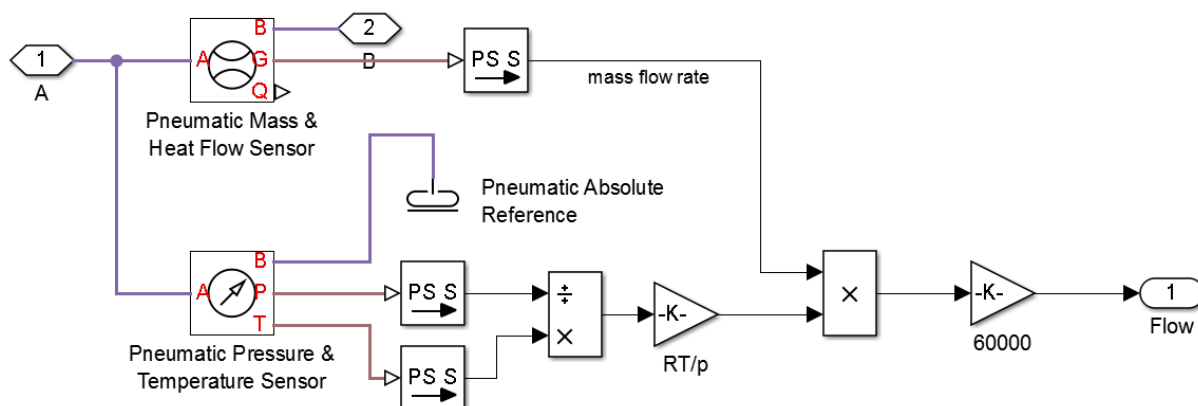 1
A
A
B
G
Q
Pneumatic Mass &
Heat Flow Sensor
2
B
PS S
mass flow rate
Pneumatic Absolute
Reference
A
B
P
T
Pneumatic Pressure &
Temperature Sensor
PS S
PS S
÷
×
-K-
RT/p
×
-K-
60000
1
Flow